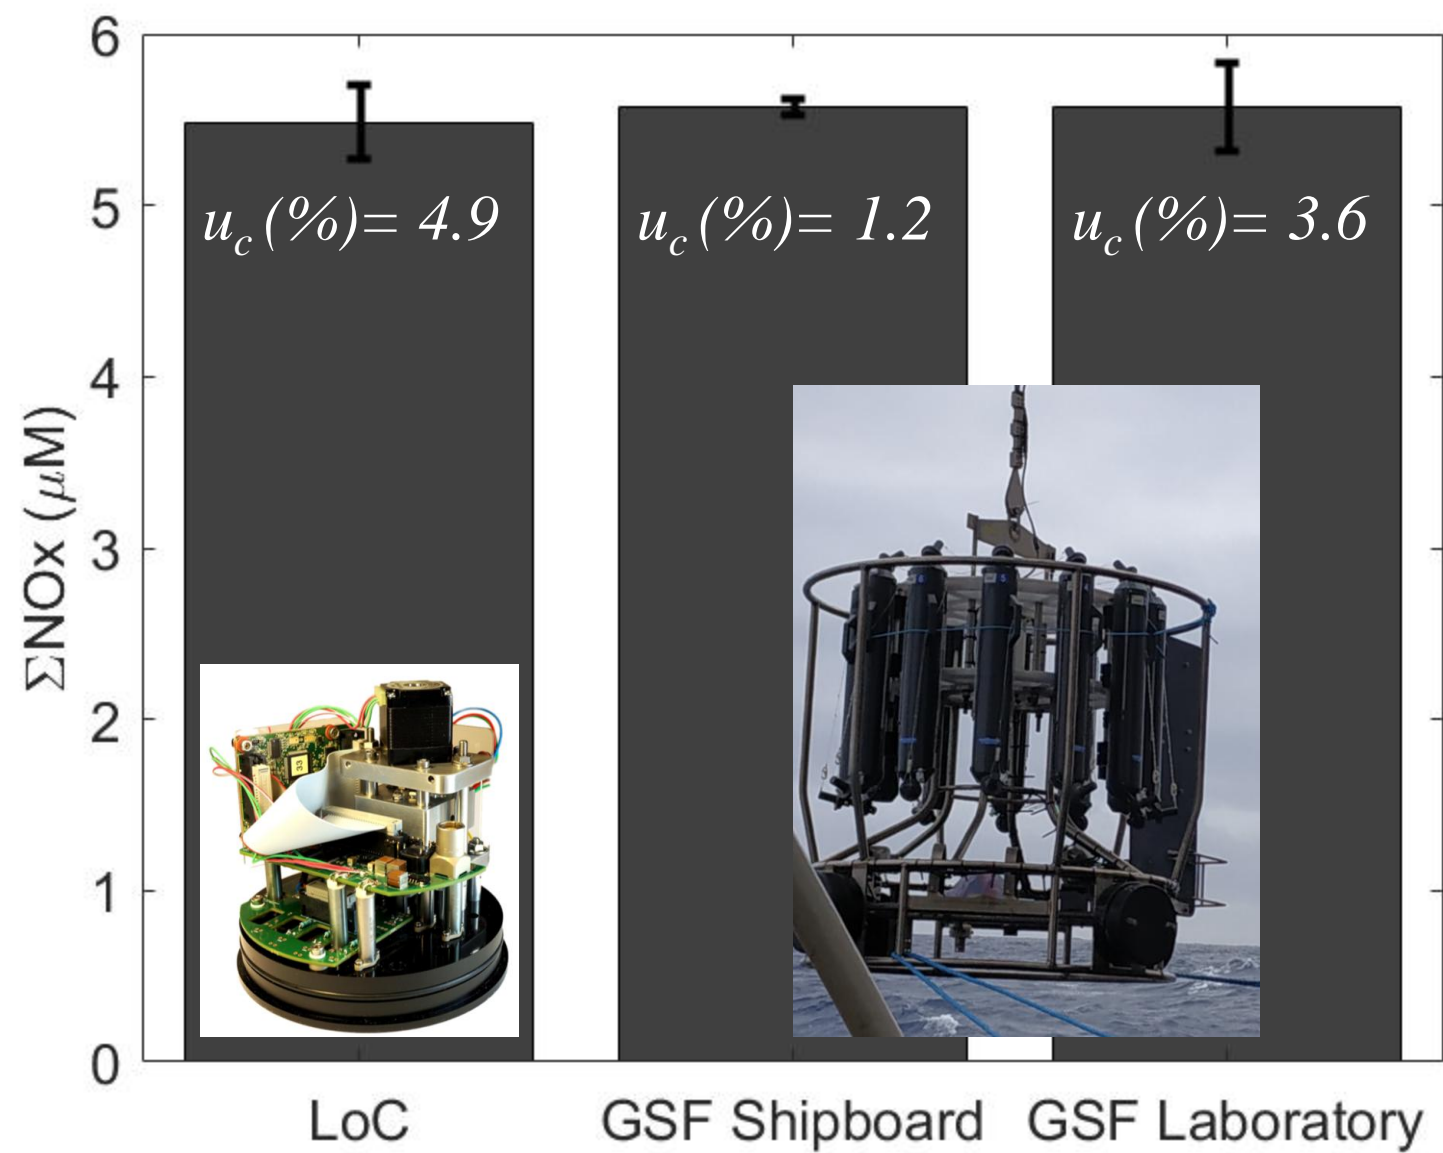 6
5
4
3
2
1
0
ΣNOx (μM)
u_c (%)= 4.9
u_c (%)= 1.2
u_c (%)= 3.6
33
LoC
GSF Shipboard
GSF Laboratory